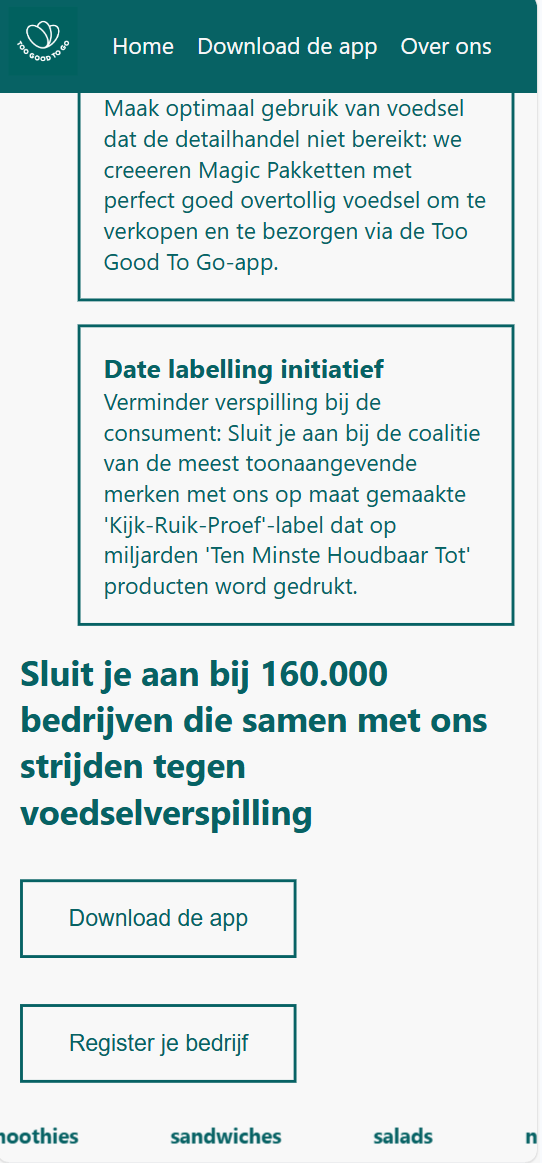 TOO GOOD TO GO
Home Download de app Over ons
Maak optimaal gebruik van voedsel
dat de detailhandel niet bereikt: we
creeeren Magic Pakketten met
perfect goed overtollig voedsel om te
verkopen en te bezorgen via de Too
Good To Go-app.
Date labelling initiatief
Verminder verspilling bij de
consument: Sluit je aan bij de coalitie
van de meest toonaangevende
merken met ons op maat gemaakte
'Kijk-Ruik-Proef'-label dat op
miljarden 'Ten Minste Houdbaar Tot'
producten word gedrukt.
Sluit je aan bij 160.000
bedrijven die samen met ons
strijden tegen
voedselverspilling
Download de app
Register je bedrijf
moothies sandwiches salads n